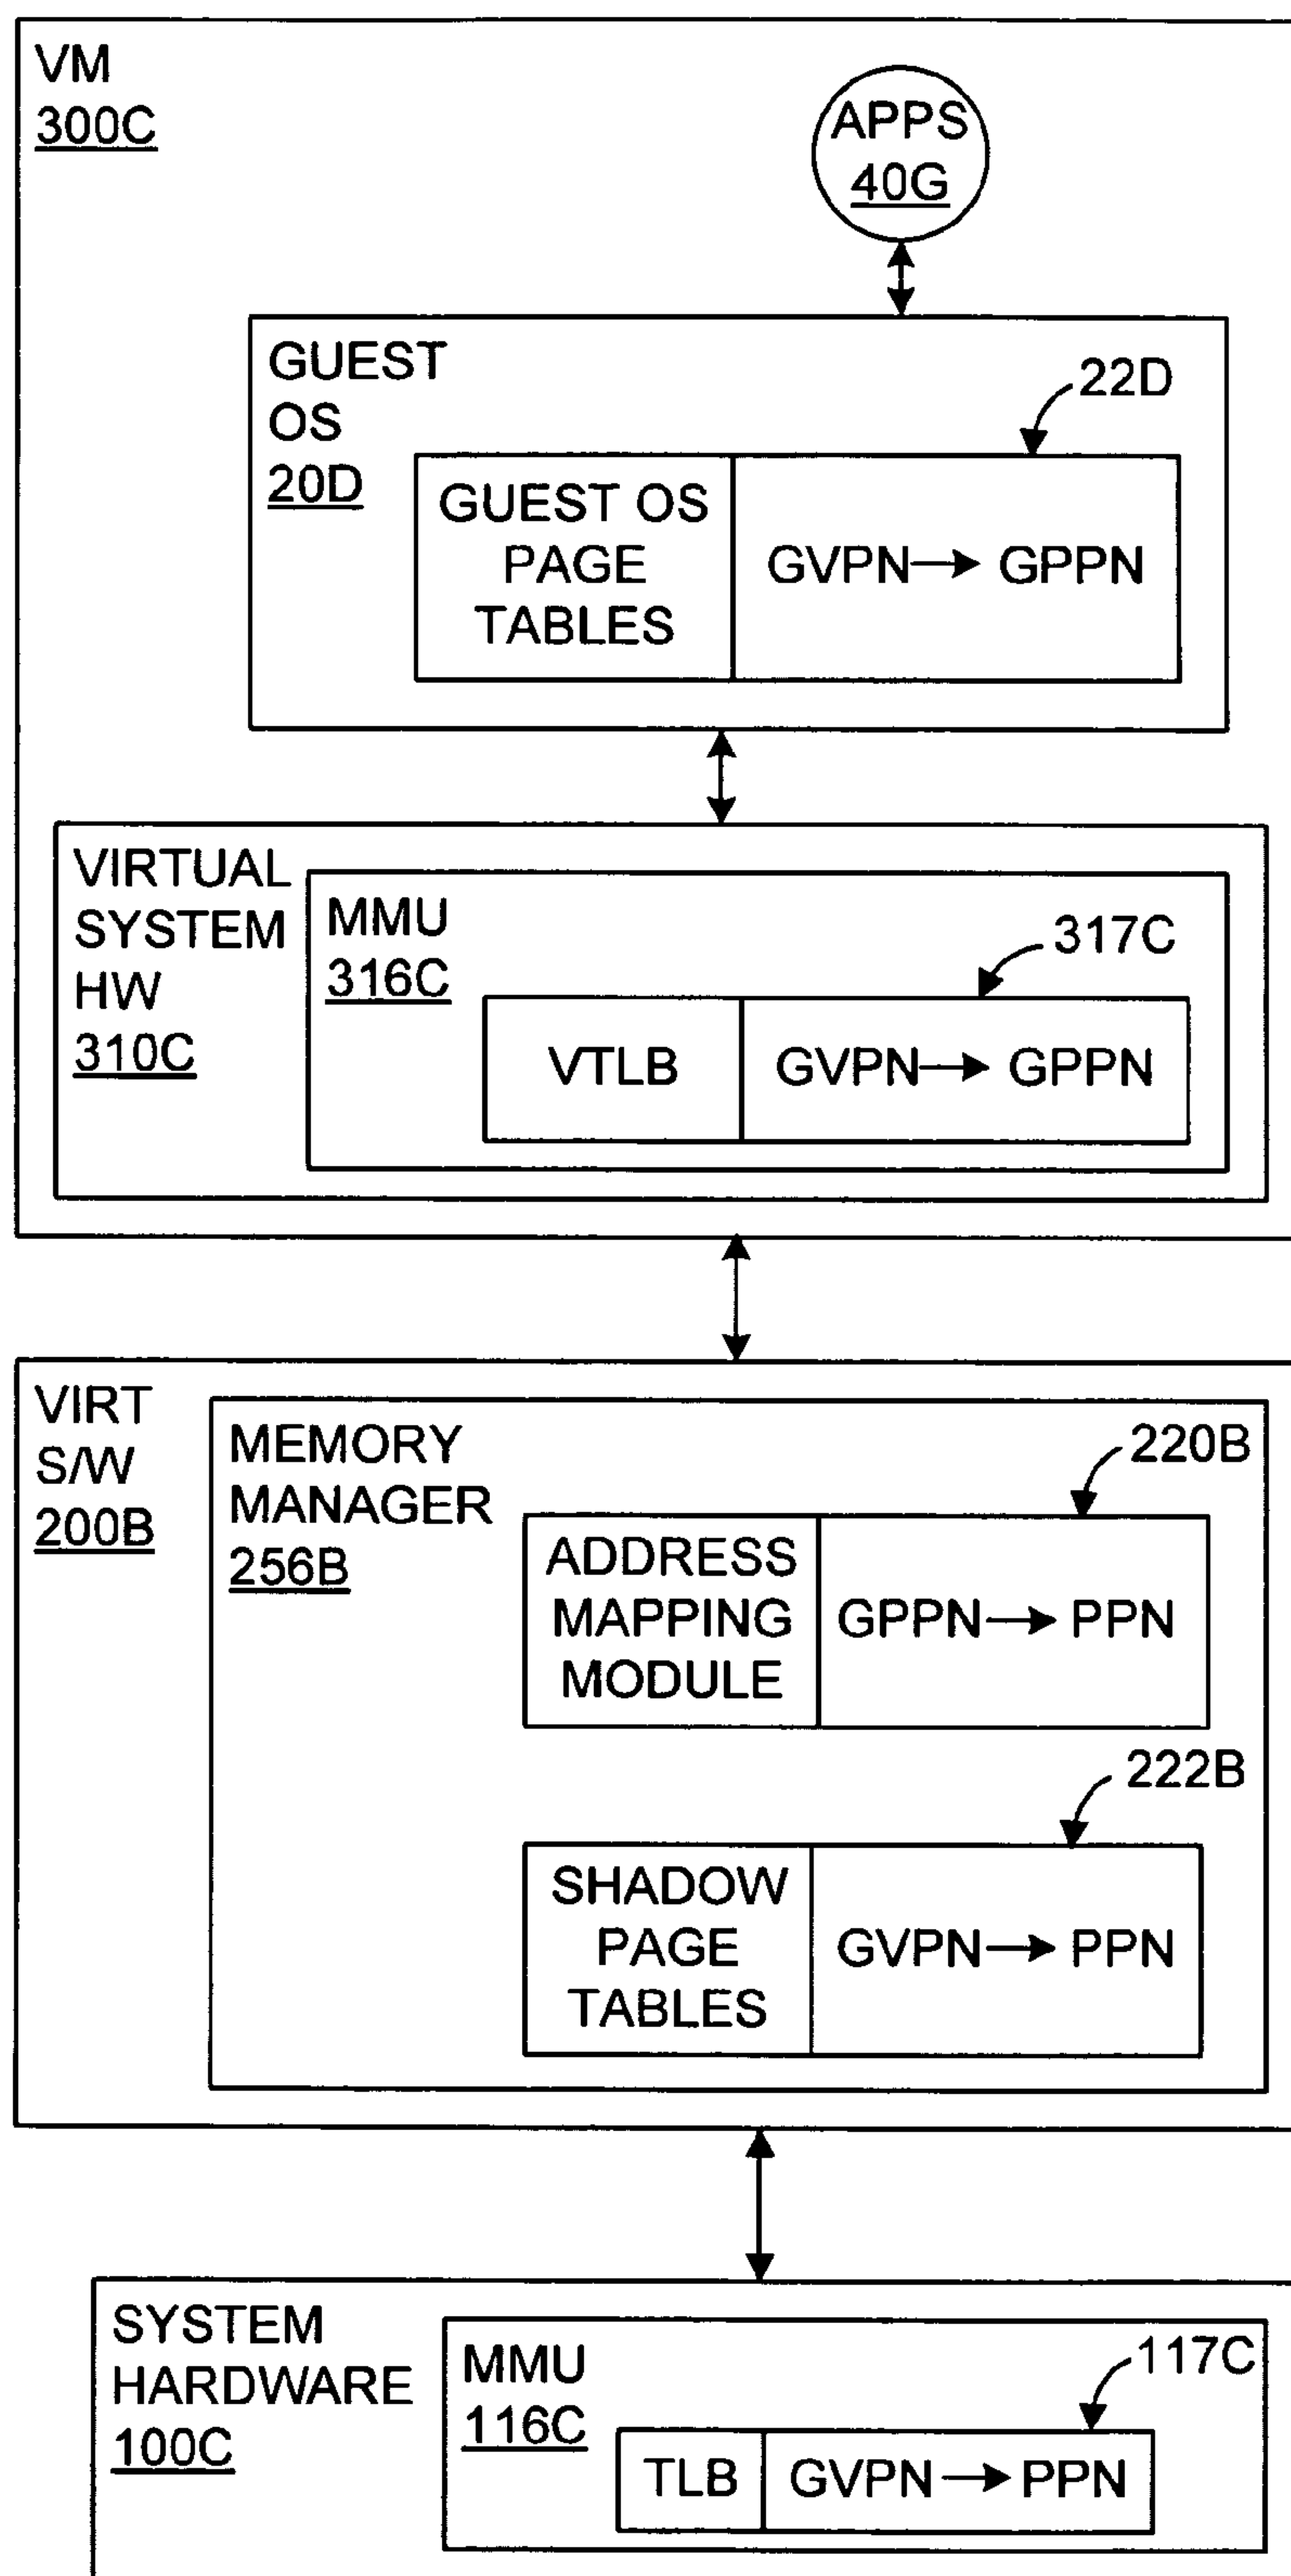 VM
300C
APPS
40G
GUEST
OS
20D
22D
GUEST OS
PAGE
TABLES
GVPN→ GPPN
VIRTUAL
SYSTEM
HW
310C
MMU
316C
317C
VTLB
GVPN→ GPPN
VIRT
S/W
200B
MEMORY
MANAGER
256B
220B
ADDRESS
MAPPING
MODULE
GPPN→ PPN
222B
SHADOW
PAGE
TABLES
GVPN→ PPN
SYSTEM
HARDWARE
100C
MMU
116C
117C
TLB
GVPN→ PPN